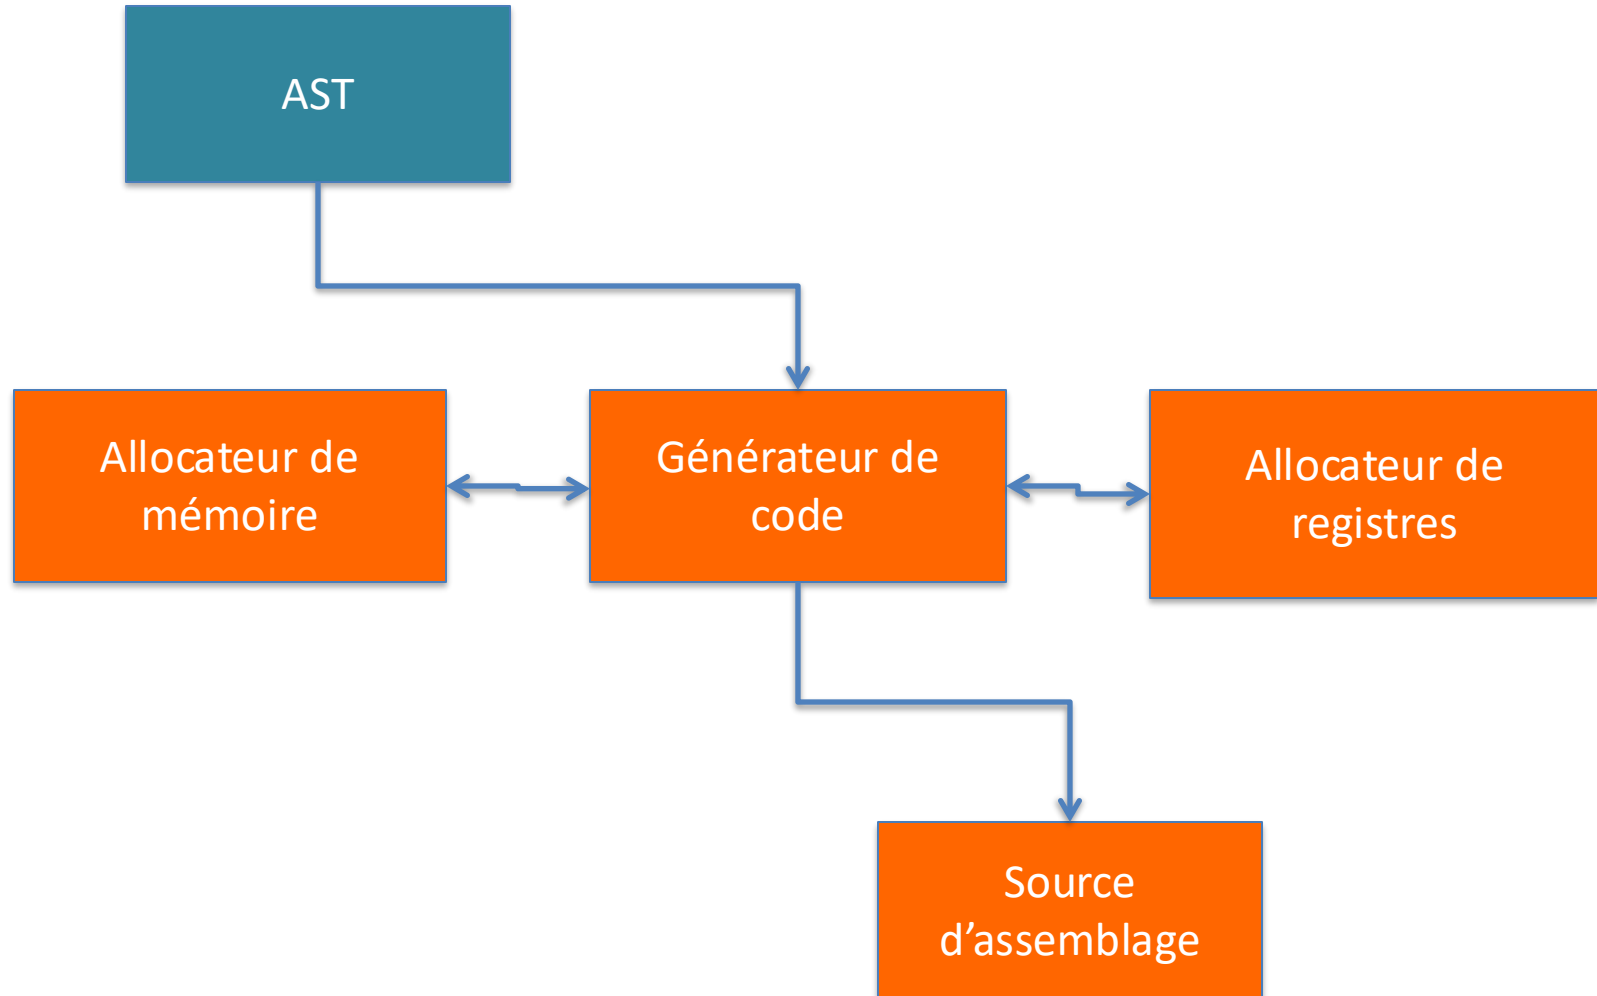 AST
Allocateur de
mémoire
Générateur de
code
Allocateur de
registres
Source
d’assemblage